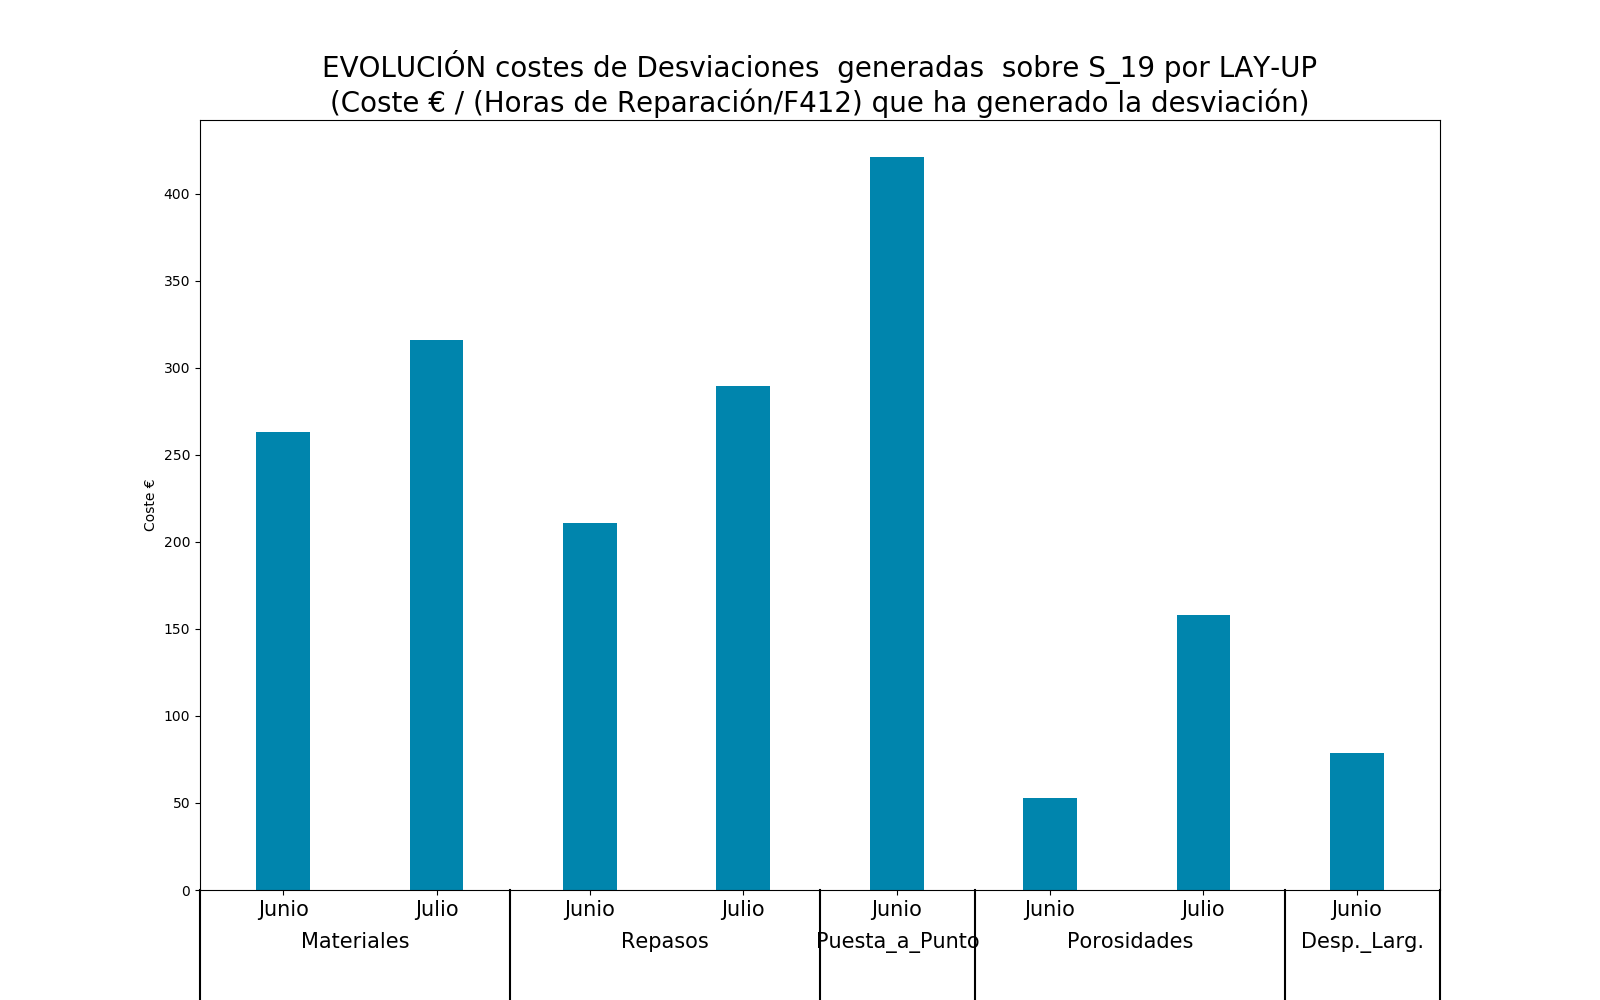 EVOLUCIÓN costes de Desviaciones  generadas  sobre S_19 por LAY-UP
(Coste € / (Horas de Reparación/F412) que ha generado la desviación)
400
350
300
250
200
150
100
50
0
Coste €
Junio Julio Junio Julio Junio Junio Julio Junio
Materiales Repasos Puesta_a_Punto Porosidades Desp._Larg.